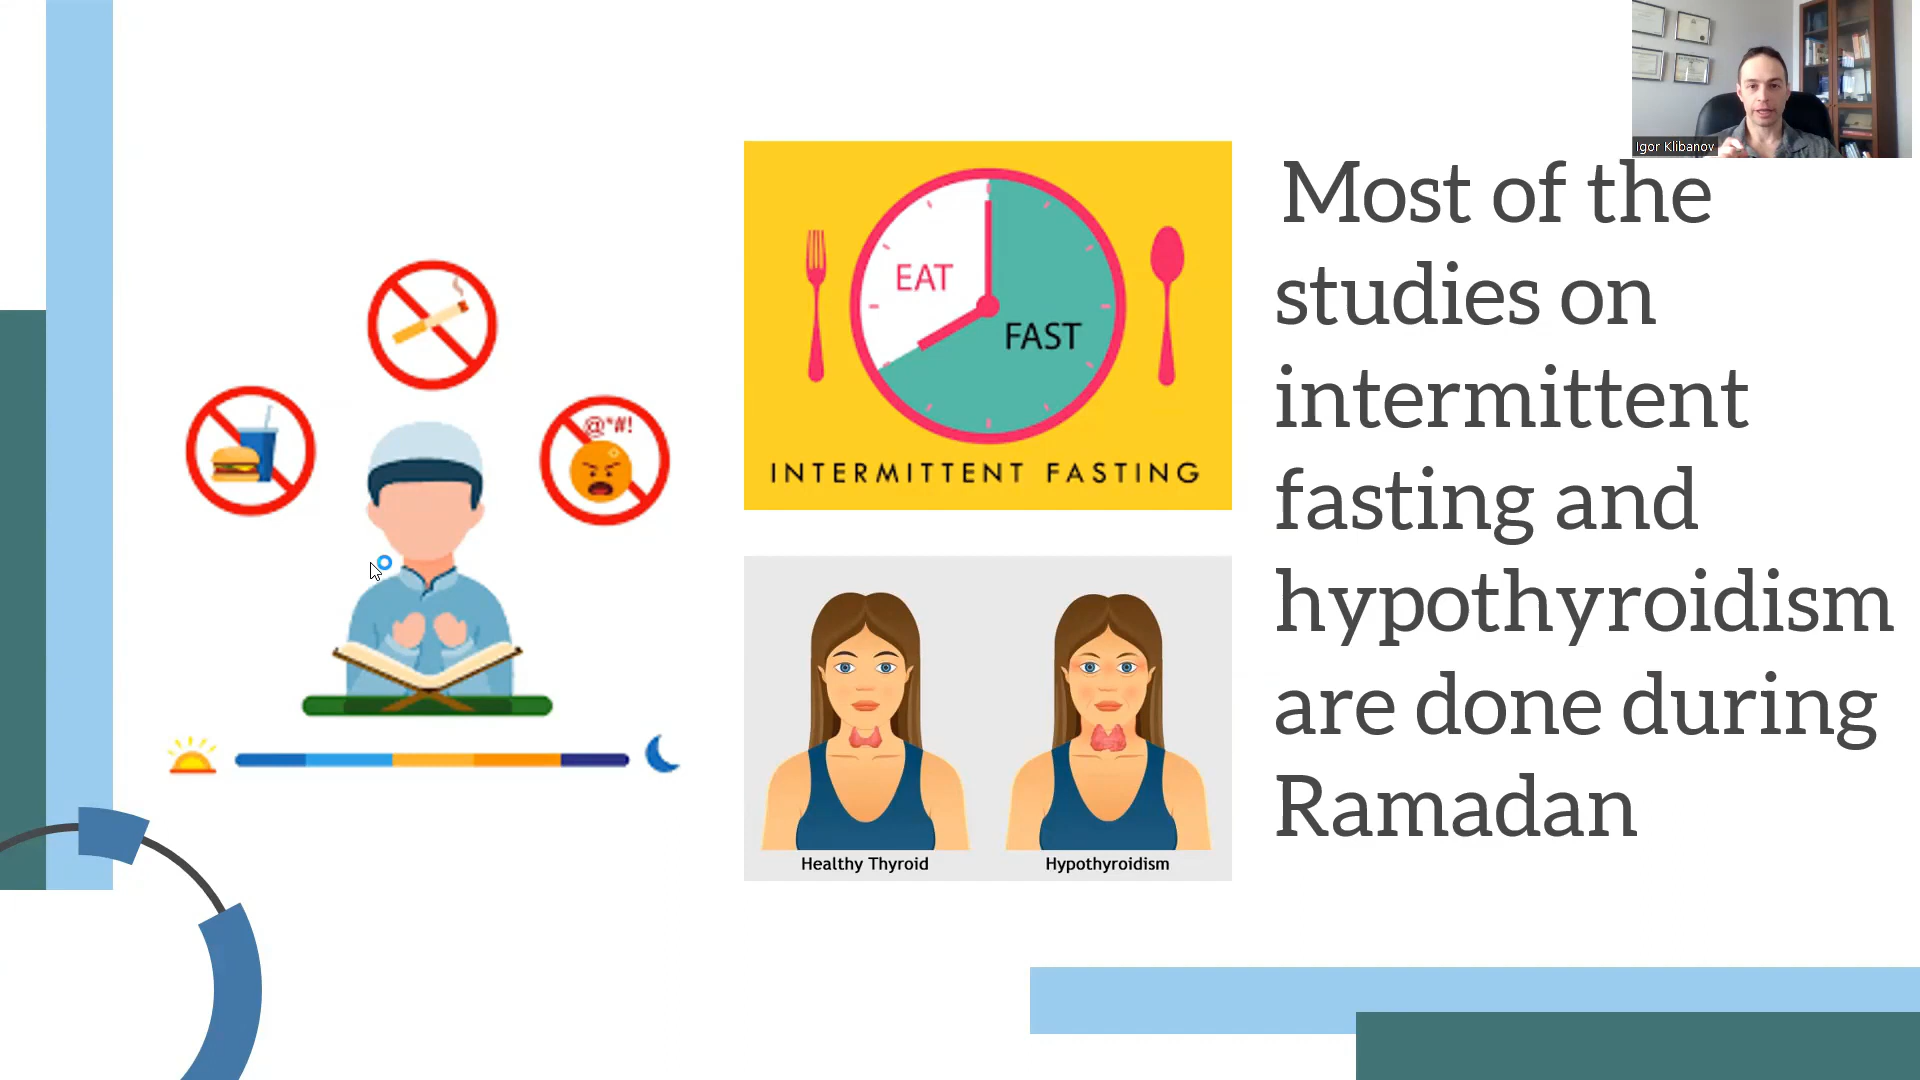 Igor Klibanov
Most of the
studies on
intermittent
fasting and
hypothyroidism
are done during
Ramadan
@*#!
EAT
FAST
INTERMITTENT FASTING
Healthy Thyroid
Hypothyroidism